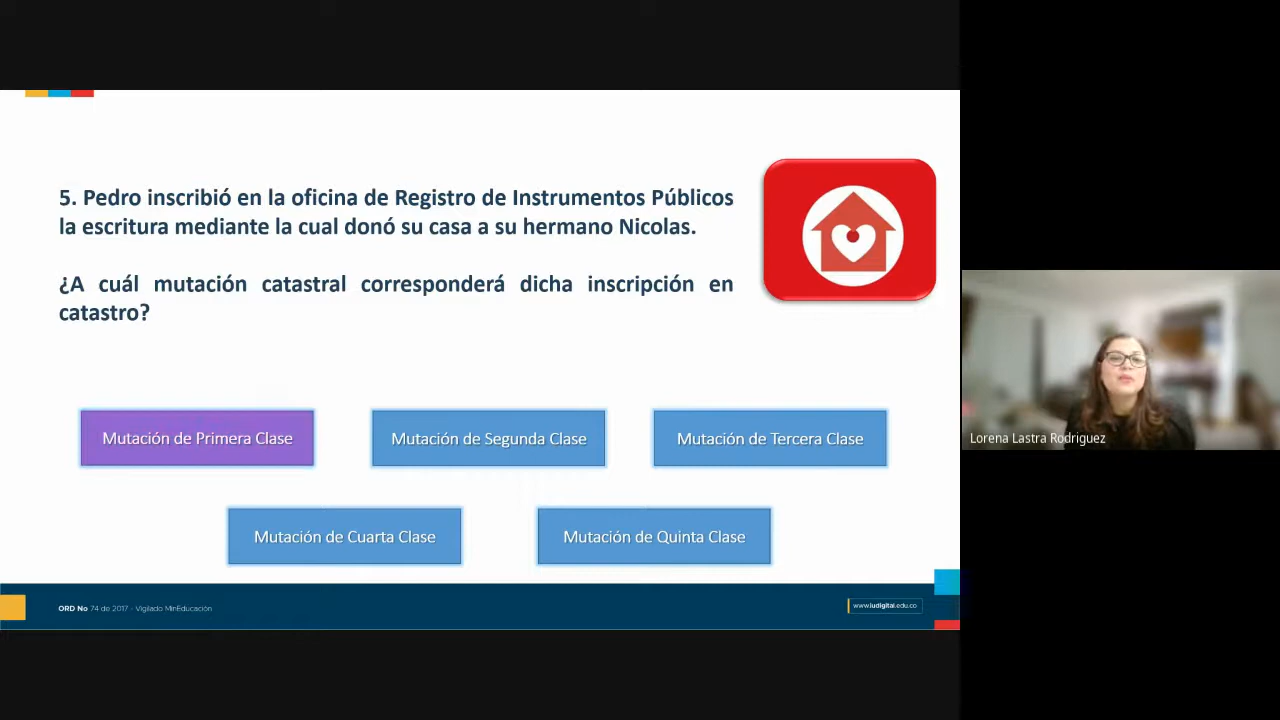 5. Pedro inscribió en la oficina de Registro de Instrumentos Públicos
la escritura mediante la cual donó su casa a su hermano Nicolas.
¿A cuál mutación catastral corresponderá dicha inscripción en
catastro?
Mutación de Primera Clase
Mutación de Segunda Clase
Mutación de Tercera Clase
Mutación de Cuarta Clase
Mutación de Quinta Clase
ORD No 74 de 2017 - Vigilado MinEducación
www.iudigital.edu.co
Lorena Lastra Rodriguez